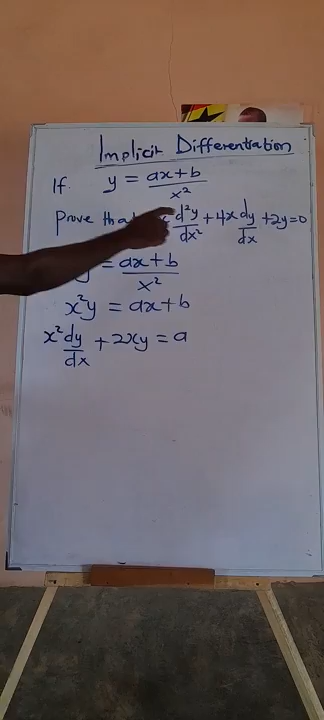 Implicit Differentiation
If y = ax+b / x²
Prove that d²y/dx² + 4x dy/dx + 2y = 0
y = ax+b / x²
x²y = ax+b
x² dy/dx + 2xy = a